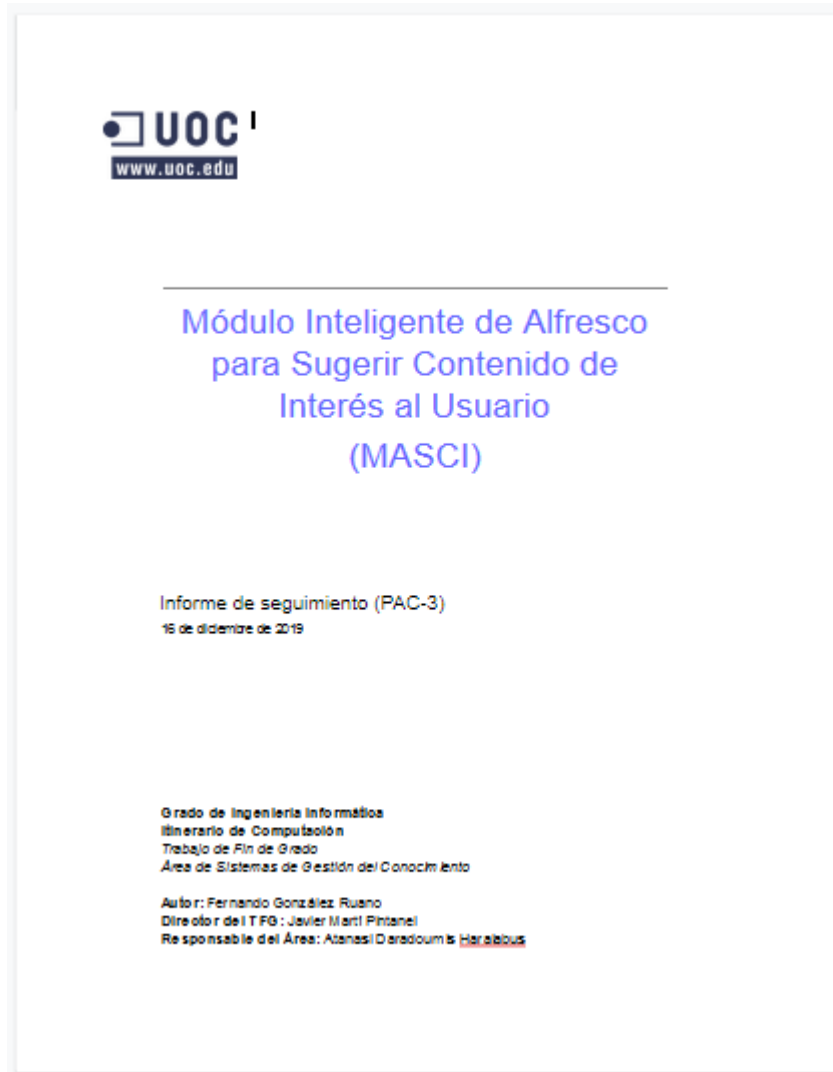 UOC
www.uoc.edu
Módulo Inteligente de Alfresco
para Sugerir Contenido de
Interés al Usuario
(MASCI)
Informe de seguimiento (PAC-3)
16 de diciembre de 2019
Grado de Ingeniería Informática
Itinerario de Computación
Trabajo de Fin de Grado
Área de Sistemas de Gestión del Conocimiento
Autor: Fernando González Ruano
Director del TFG: Javier Martí Pintanel
Responsable del Área: Atanasi Daradoumis Haralabus